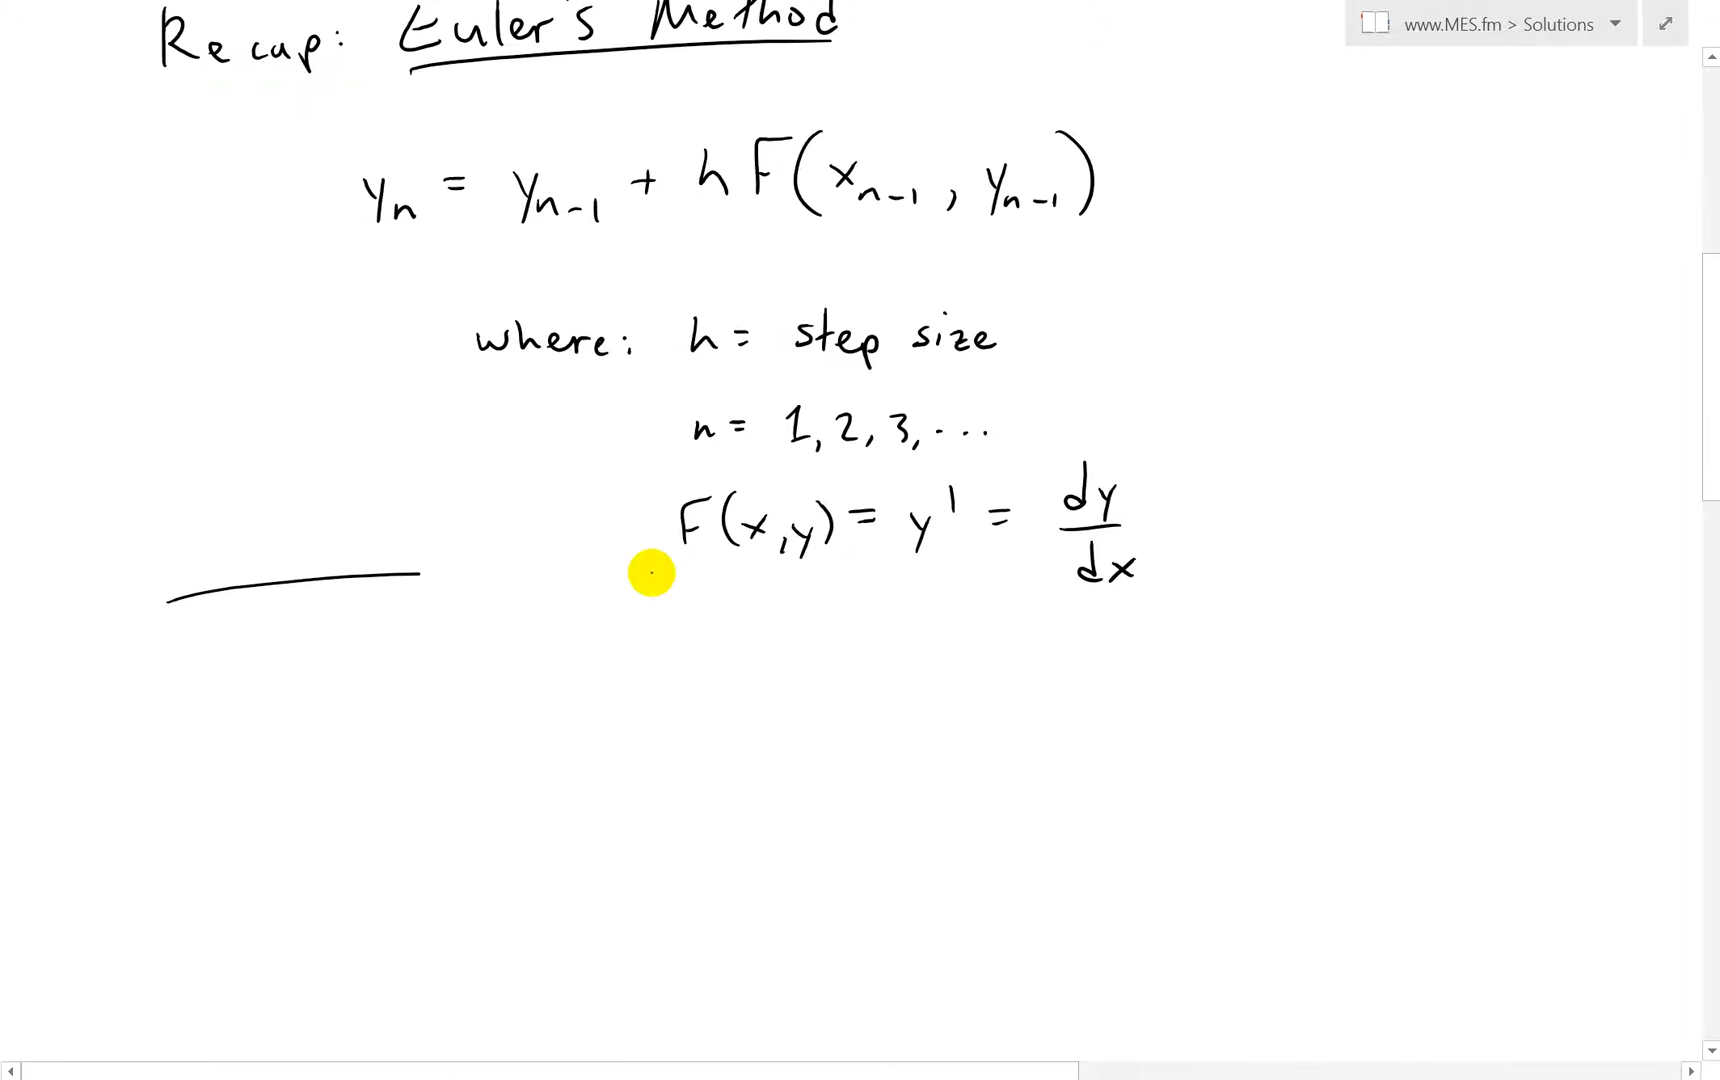 www.MES.fm > Solutions
Recap: Euler's Method
yₙ = yₙ₋₁ + hF(xₙ₋₁, yₙ₋₁)
where: h = step size
n = 1, 2, 3, ...
F(x,y) = y' = dy/dx